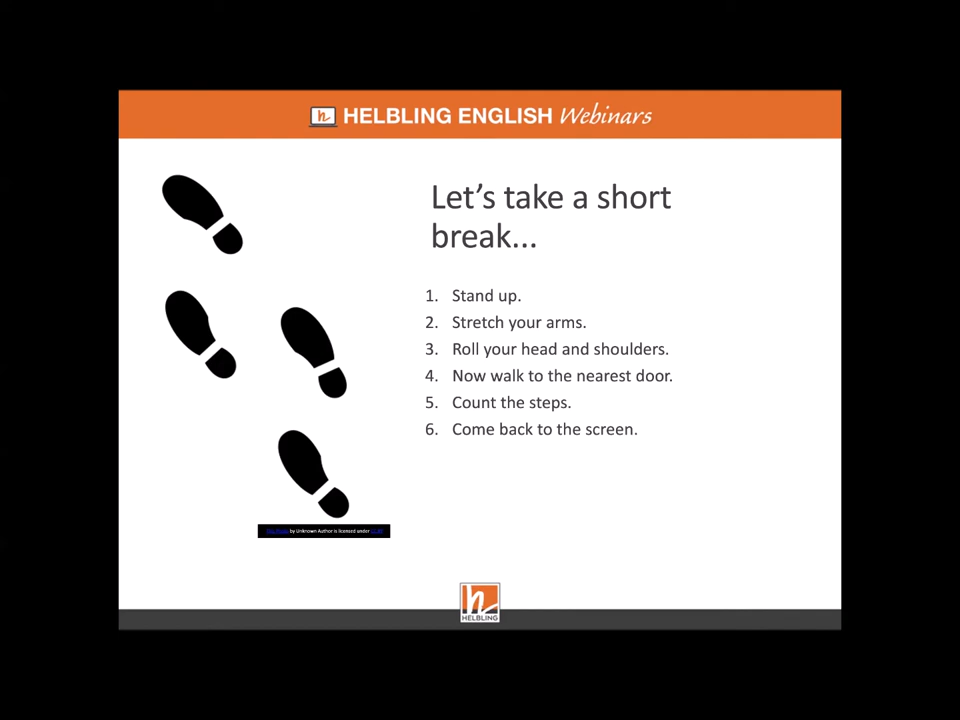 HELBLING ENGLISH Webinars
Let’s take a short
break...
1. Stand up.
2. Stretch your arms.
3. Roll your head and shoulders.
4. Now walk to the nearest door.
5. Count the steps.
6. Come back to the screen.
by Unknown Author is licensed under
HELBLING